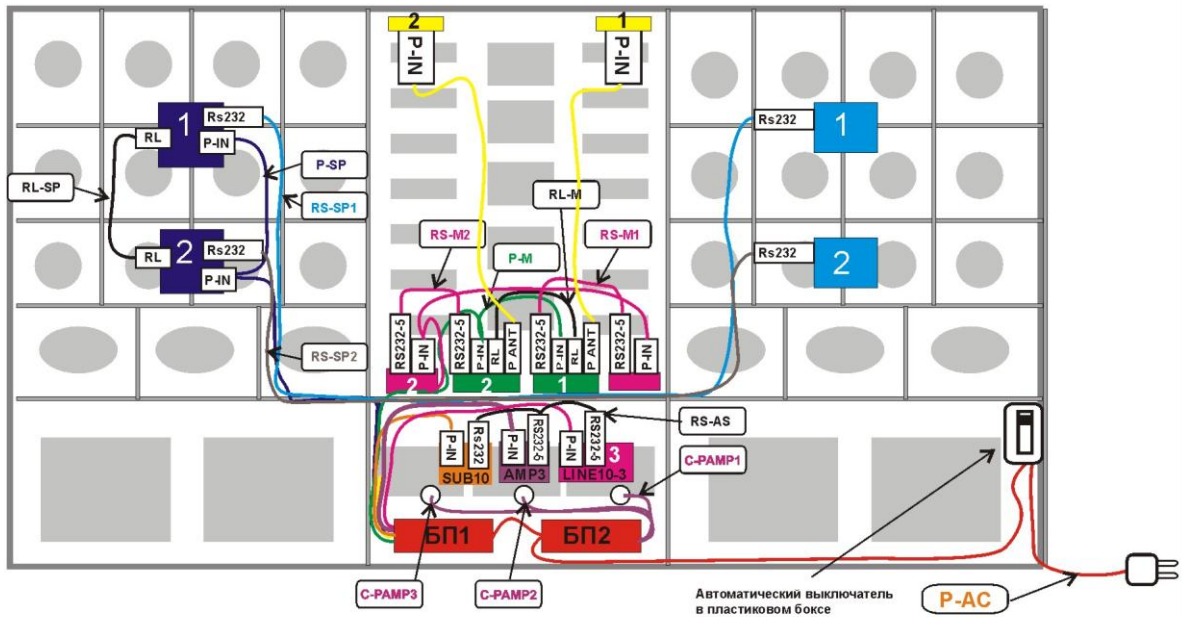 2
1
P-IN
P-IN
1
Rs232
RL
P-IN
RL-SP
P-SP
RS-SP1
2
Rs232
RL
P-IN
RS-SP2
Rs232
1
Rs232
2
RL-M
RS-M2
RS-M1
P-M
RS232-5
P-IN
RS232-5
P-IN
RL
P ANT
RS232-5
P-IN
RL
P ANT
RS232-5
P-IN
2
2
1
RS-AS
P-IN
Rs232
P-IN
RS232-5
P-IN
RS232-5
3
SUB10
AMP3
LINE10-3
C-PAMP1
БП1
БП2
C-PAMP3
C-PAMP2
Автоматический выключатель
в пластиковом боксе
P-AC